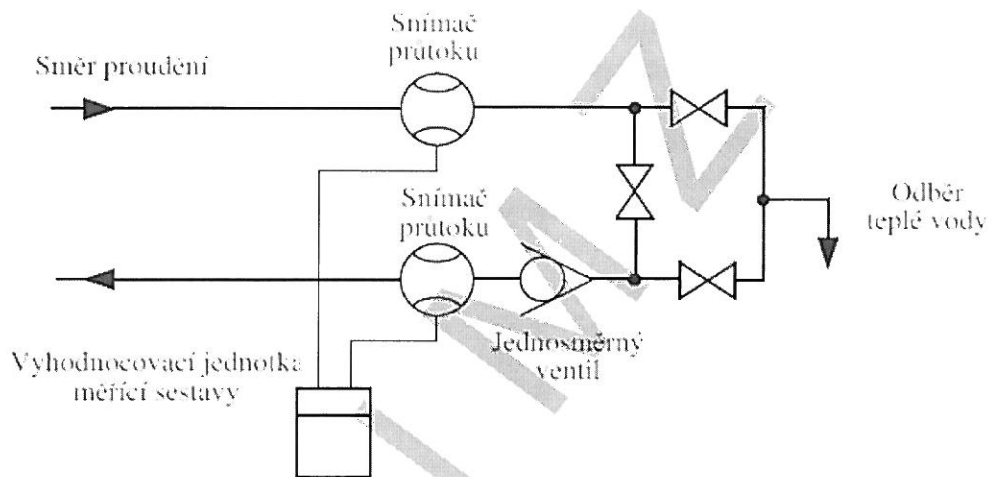 Snímač
průtoku
Směr proudění
Snímač
průtoku
Odběr
teplé vody
Jednosměrný
ventil
Vyhodnocovací jednotka
měřící sestavy